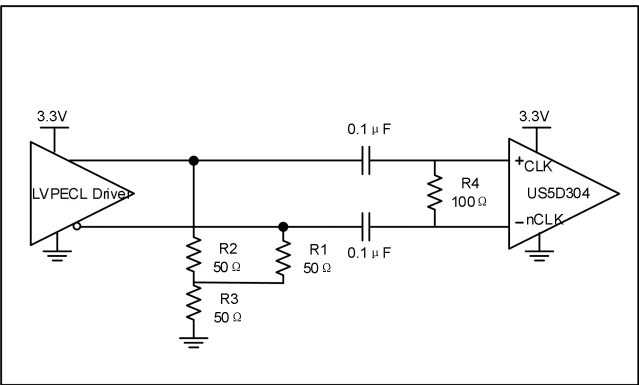 3.3V
3.3V
0.1 μF
LVPECL Driver
+CLK
US5D304
R4
100 Ω
-nCLK
R2
50 Ω
R1
50 Ω
0.1 μF
R3
50 Ω